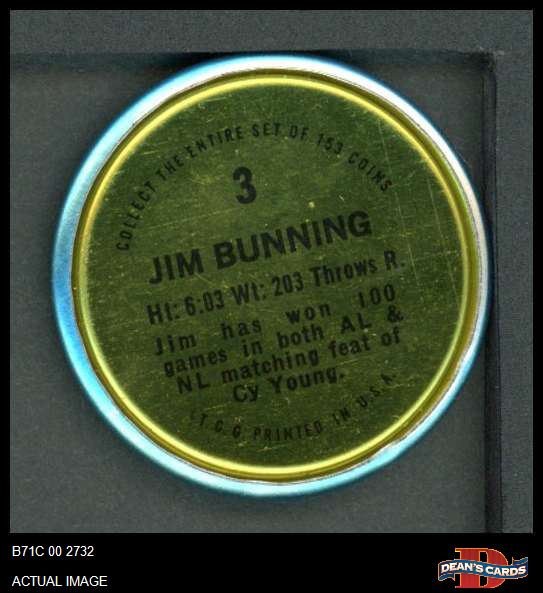 COLLECT THE ENTIRE SET OF 153 COINS
3
JIM BUNNING
Ht: 6.03 Wt: 203 Throws R.
Jim has won 100
games in both AL &
NL matching feat of
Cy Young.
T.C.G. PRINTED IN U.S.A.
B71C 00 2732
ACTUAL IMAGE
D
DEAN'S CARDS